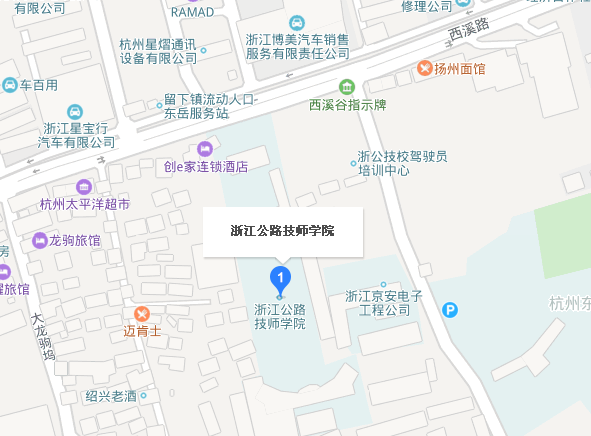 有限公司
RAMAD
修理公司
西溪路
杭州星熠通讯
设备有限公司
浙江博美汽车销售
服务有限责任公司
扬州面馆
车百用
西溪谷指示牌
留下镇流动人口-
东岳服务站
浙江星宝行
汽车有限公司
创e家连锁酒店
浙公技校驾驶员
培训中心
杭州太平洋超市
浙江公路技师学院
龙驹旅馆
房
旅馆
1
浙江公路
技师学院
浙江京安电子
工程公司
P
杭州东
大龙驹坞
迈肯士
绍兴老酒